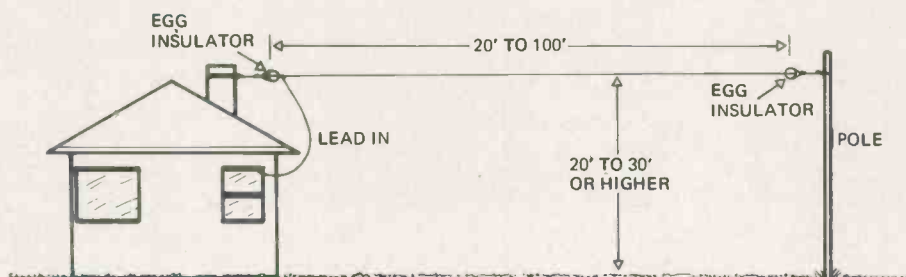 EGG
INSULATOR
20' TO 100'
EGG
INSULATOR
LEAD IN
POLE
20' TO 30'
OR HIGHER